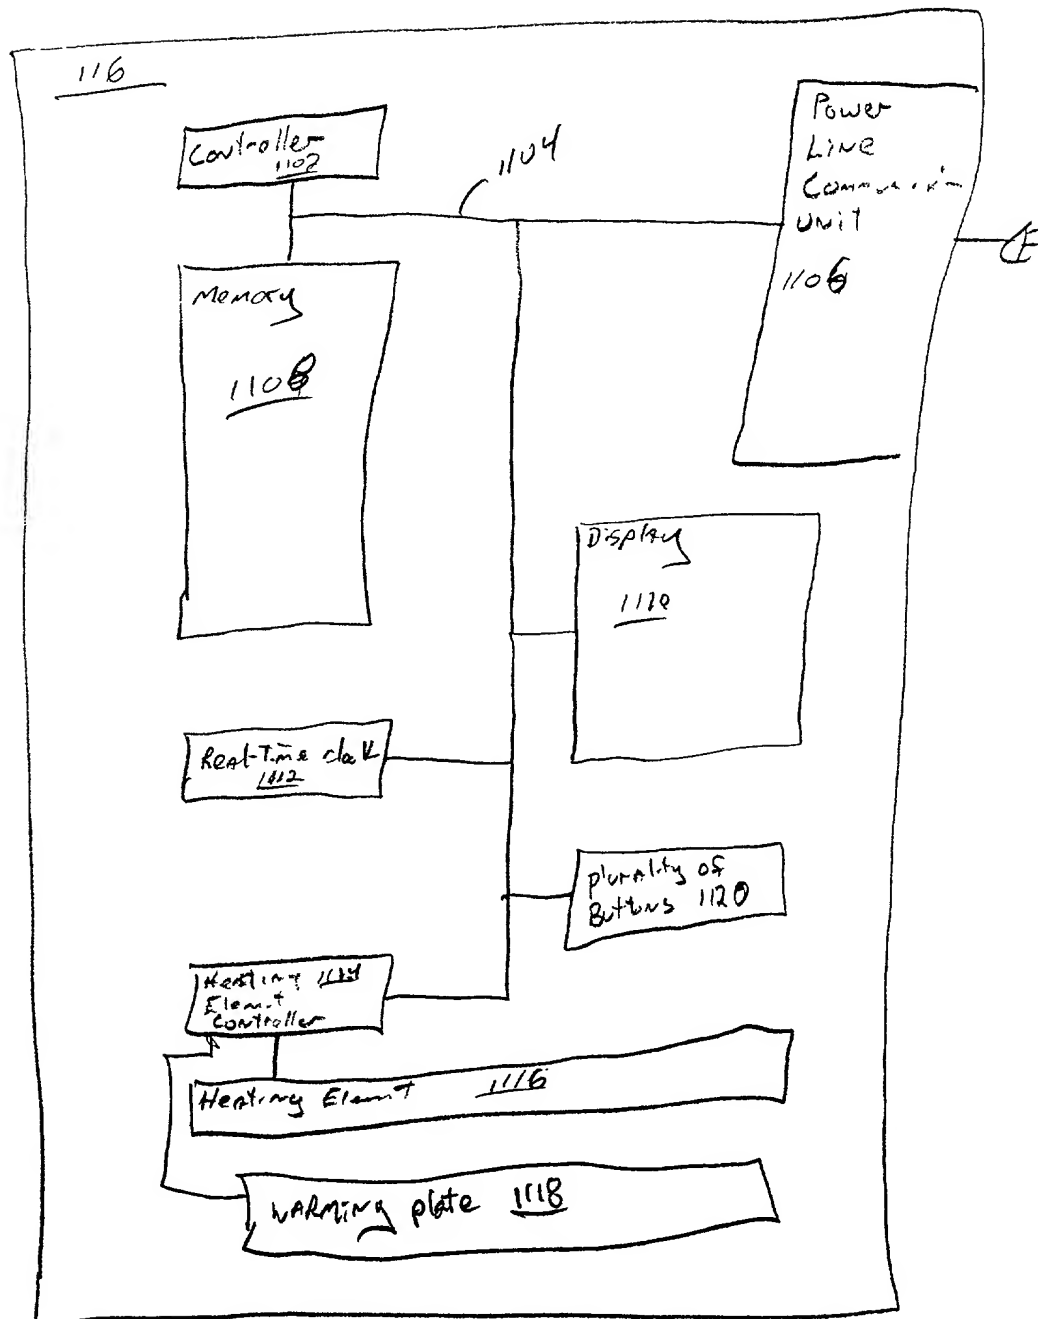 116
Controller
1102
1104
Power
Line
Unit
1106
Memory
1108
Display
Real-Time clock
1112
plurality of
Buttons 1120
Heating 1114
Element
Controller
Heating Element 1116
WARMING plate 1118